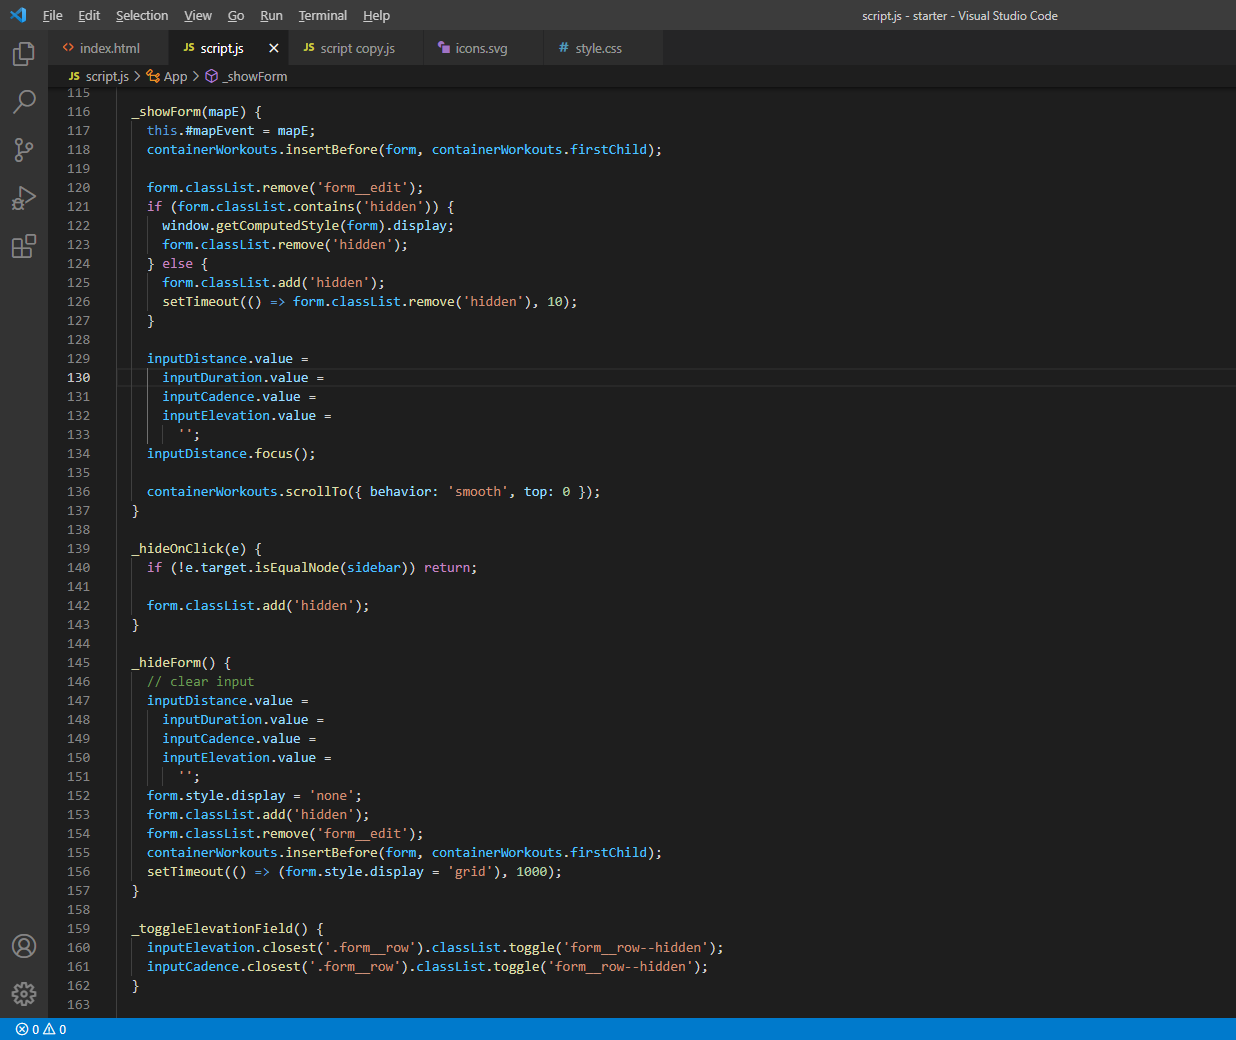 File Edit Selection View Go Run Terminal Help script.js - starter - Visual Studio Code
<> index.html JS script.js × JS script copy.js icons.svg # style.css
JS script.js > App > _showForm
115
116 _showForm(mapE) {
117 this.#mapEvent = mapE;
118 containerWorkouts.insertBefore(form, containerWorkouts.firstChild);
119
120 form.classList.remove('form__edit');
121 if (form.classList.contains('hidden')) {
122 window.getComputedStyle(form).display;
123 form.classList.remove('hidden');
124 } else {
125 form.classList.add('hidden');
126 setTimeout(() => form.classList.remove('hidden'), 10);
127 }
128
129 inputDistance.value =
130 inputDuration.value =
131 inputCadence.value =
132 inputElevation.value =
133 '';
134 inputDistance.focus();
135
136 containerWorkouts.scrollTo({ behavior: 'smooth', top: 0 });
137 }
138
139 _hideOnClick(e) {
140 if (!e.target.isEqualNode(sidebar)) return;
141
142 form.classList.add('hidden');
143 }
144
145 _hideForm() {
146 // clear input
147 inputDistance.value =
148 inputDuration.value =
149 inputCadence.value =
150 inputElevation.value =
151 '';
152 form.style.display = 'none';
153 form.classList.add('hidden');
154 form.classList.remove('form__edit');
155 containerWorkouts.insertBefore(form, containerWorkouts.firstChild);
156 setTimeout(() => (form.style.display = 'grid'), 1000);
157 }
158
159 _toggleElevationField() {
160 inputElevation.closest('.form__row').classList.toggle('form__row--hidden');
161 inputCadence.closest('.form__row').classList.toggle('form__row--hidden');
162 }
163
0 0